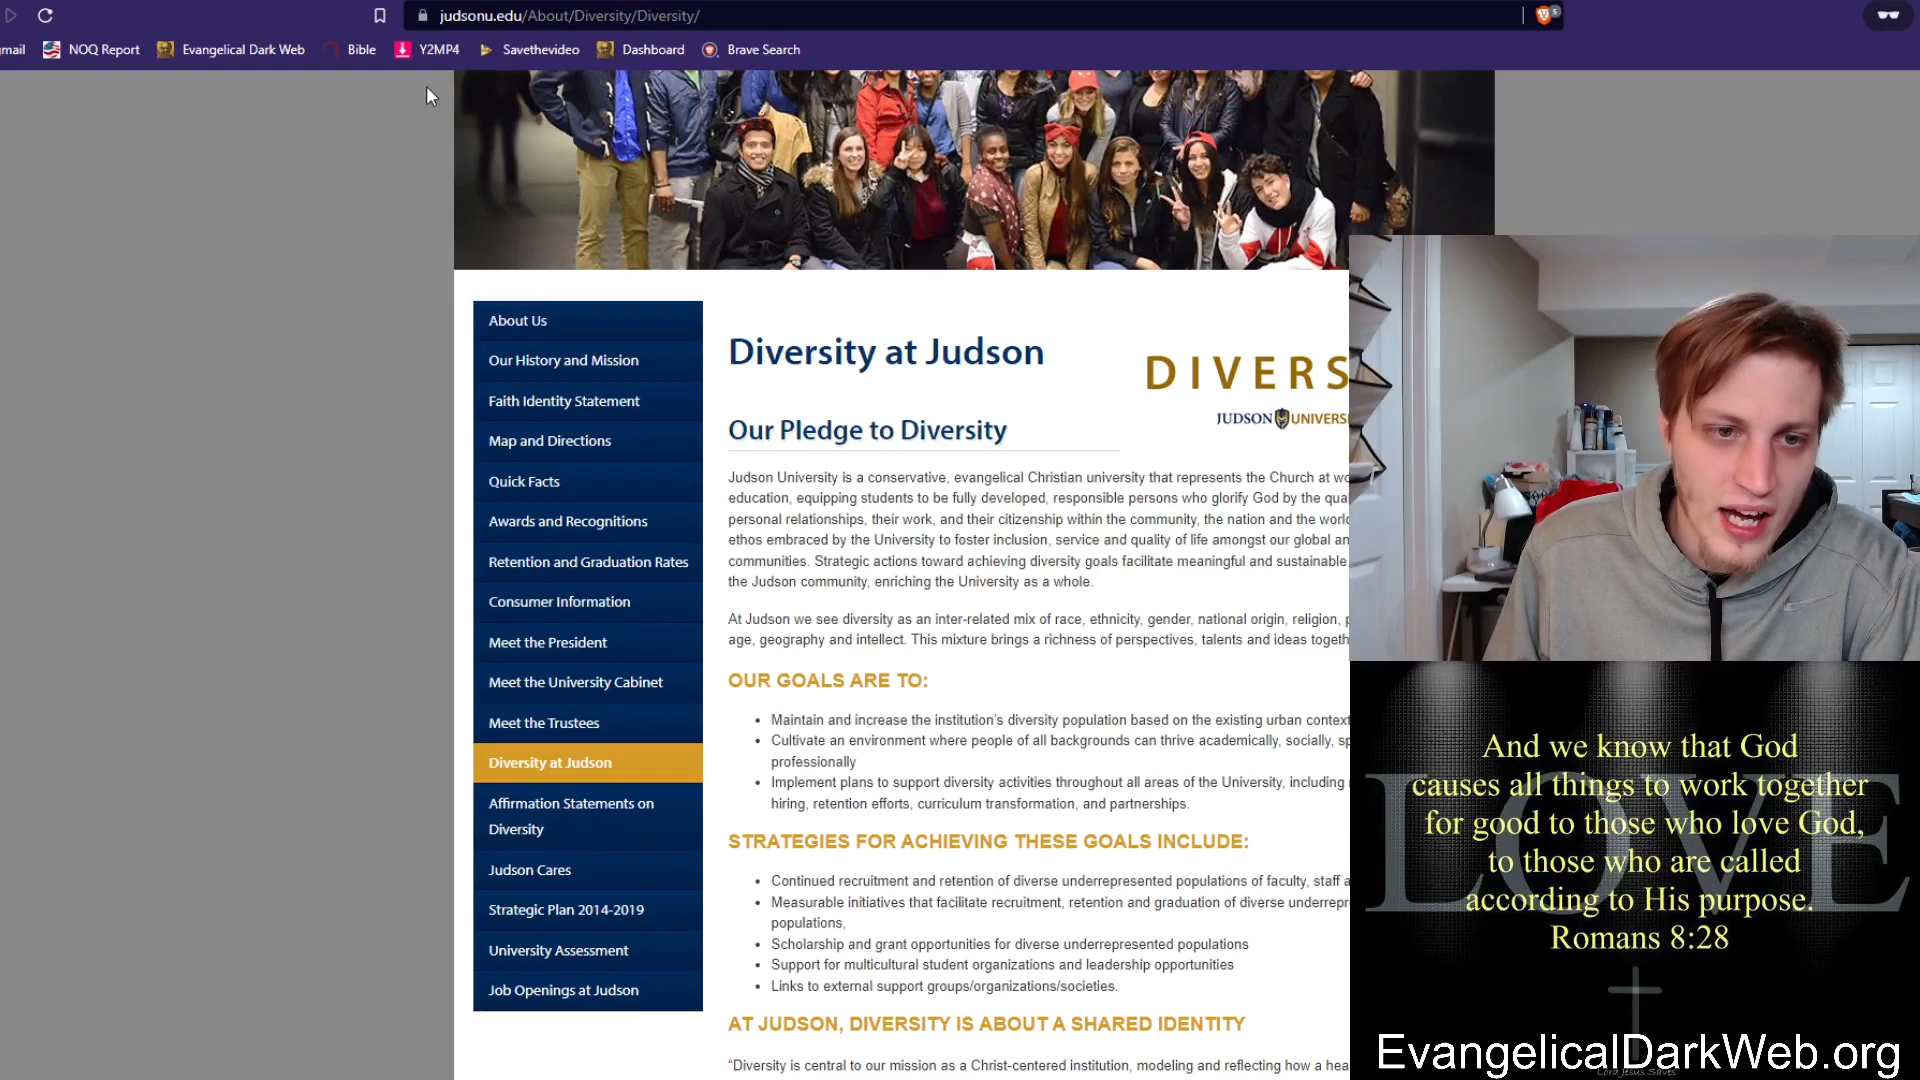 judsonu.edu/About/Diversity/Diversity/
5
mail NOQ Report Evangelical Dark Web Bible Y2MP4 Savethevideo Dashboard Brave Search
About Us
Our History and Mission
Faith Identity Statement
Map and Directions
Quick Facts
Awards and Recognitions
Retention and Graduation Rates
Consumer Information
Meet the President
Meet the University Cabinet
Meet the Trustees
Diversity at Judson
Affirmation Statements on
Diversity
Judson Cares
Strategic Plan 2014-2019
University Assessment
Job Openings at Judson
Diversity at Judson
DIVERS
JUDSON UNIVERSI
Our Pledge to Diversity
Judson University is a conservative, evangelical Christian university that represents the Church at wo
education, equipping students to be fully developed, responsible persons who glorify God by the qua
personal relationships, their work, and their citizenship within the community, the nation and the world
ethos embraced by the University to foster inclusion, service and quality of life amongst our global an
communities. Strategic actions toward achieving diversity goals facilitate meaningful and sustainable
the Judson community, enriching the University as a whole.
At Judson we see diversity as an inter-related mix of race, ethnicity, gender, national origin, religion, p
age, geography and intellect. This mixture brings a richness of perspectives, talents and ideas togeth
OUR GOALS ARE TO:
• Maintain and increase the institution's diversity population based on the existing urban context
• Cultivate an environment where people of all backgrounds can thrive academically, socially, sp
professionally
• Implement plans to support diversity activities throughout all areas of the University, including
hiring, retention efforts, curriculum transformation, and partnerships.
STRATEGIES FOR ACHIEVING THESE GOALS INCLUDE:
• Continued recruitment and retention of diverse underrepresented populations of faculty, staff a
• Measurable initiatives that facilitate recruitment, retention and graduation of diverse underrepr
populations,
• Scholarship and grant opportunities for diverse underrepresented populations
• Support for multicultural student organizations and leadership opportunities
• Links to external support groups/organizations/societies.
AT JUDSON, DIVERSITY IS ABOUT A SHARED IDENTITY
“Diversity is central to our mission as a Christ-centered institution, modeling and reflecting how a hea
LOVE
And we know that God
causes all things to work together
for good to those who love God,
to those who are called
according to His purpose.
Romans 8:28
EvangelicalDarkWeb.org
Lord Jesus Saves